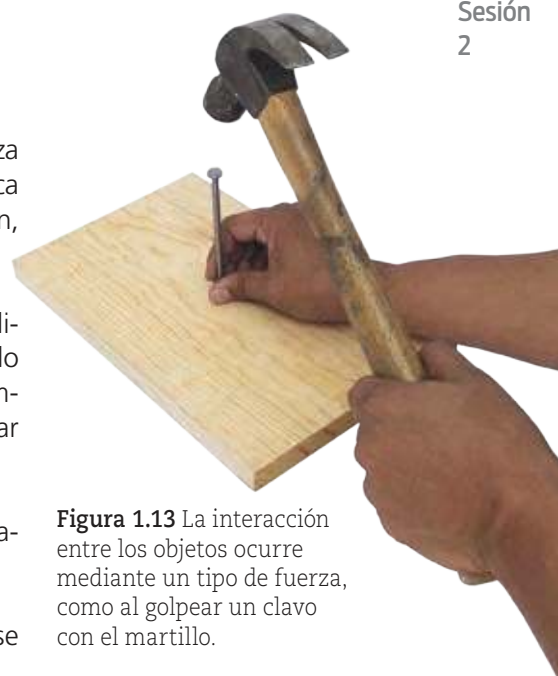 Sesión
2
Figura 1.13 La interacción
entre los objetos ocurre
mediante un tipo de fuerza,
como al golpear un clavo
con el martillo.